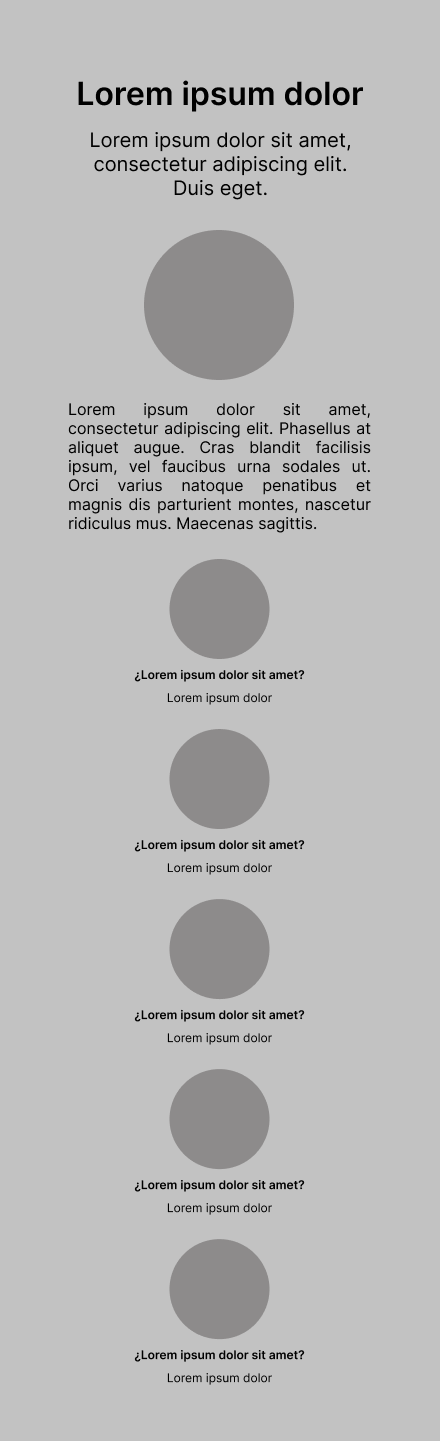 Lorem ipsum dolor
Lorem ipsum dolor sit amet,
consectetur adipiscing elit.
Duis eget.
Lorem ipsum dolor sit amet,
consectetur adipiscing elit. Phasellus at
aliquet augue. Cras blandit facilisis
ipsum, vel faucibus urna sodales ut.
Orci varius natoque penatibus et
magnis dis parturient montes, nascetur
ridiculus mus. Maecenas sagittis.
¿Lorem ipsum dolor sit amet?
Lorem ipsum dolor
¿Lorem ipsum dolor sit amet?
Lorem ipsum dolor
¿Lorem ipsum dolor sit amet?
Lorem ipsum dolor
¿Lorem ipsum dolor sit amet?
Lorem ipsum dolor
¿Lorem ipsum dolor sit amet?
Lorem ipsum dolor